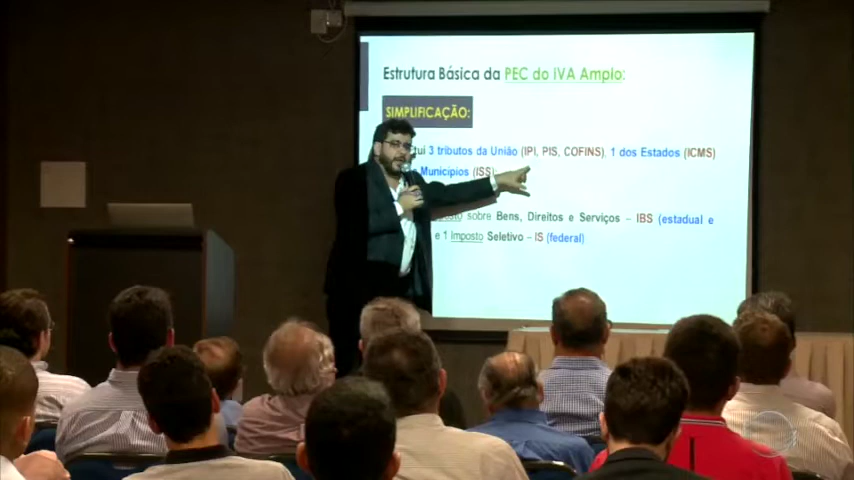 Estrutura Básica da PEC do IVA Amplo:
SIMPLIFICAÇÃO:
tui 3 tributos da União (IPI, PIS, COFINS), 1 dos Estados (ICMS)
Municípios (ISS)
sobre Bens, Direitos e Serviços – IBS (estadual e
e 1 Imposto Seletivo – IS (federal)